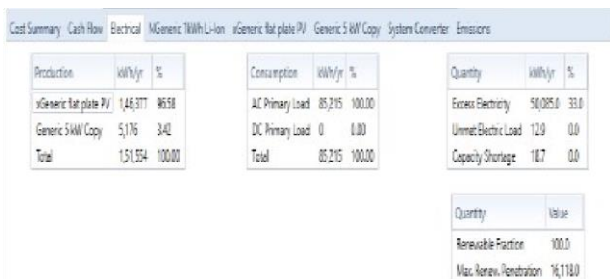 Cost Summary Cash Flow Electrical MGeneric 1kWh Li-Ion xGeneric flat plate PV Generic 5 kW Copy System Converter Emissions
Production kWh/yr %
xGeneric flat plate PV 1,46,377 96.58
Generic 5 kW Copy 5,176 3.42
Total 1,51,554 100.00
Consumption kWh/yr %
AC Primary Load 85,215 100.00
DC Primary Load 0 0.00
Total 85,215 100.00
Quantity kWh/yr %
Excess Electricity 50,085.0 33.0
Unmet Electric Load 12.9 0.0
Capacity Shortage 18.7 0.0
Quantity Value
Renewable Fraction 100.0
Max. Renew. Penetration 16,118.0